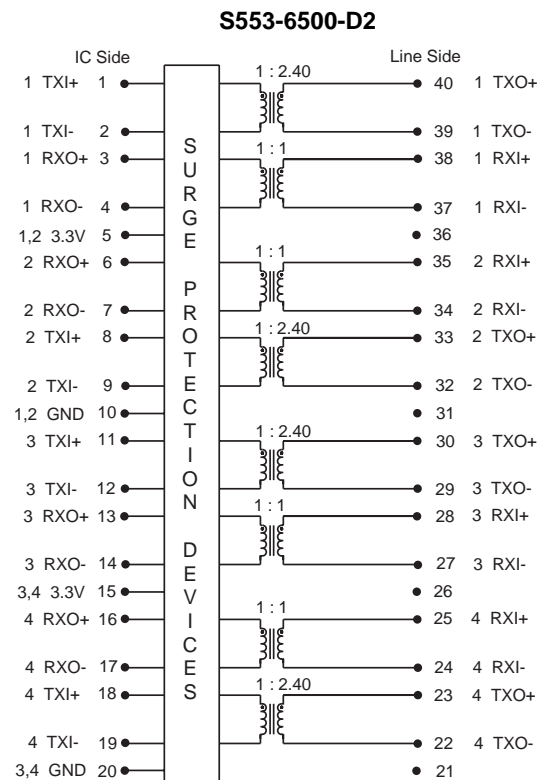 S553-6500-D2
IC Side Line Side
1 TXI+ 1 1 : 2.40 40 1 TXO+
1 TXI- 2 39 1 TXO-
1 RXO+ 3 1 : 1 38 1 RXI+
1 RXO- 4 37 1 RXI-
1,2 3.3V 5 36
2 RXO+ 6 1 : 1 35 2 RXI+
2 RXO- 7 34 2 RXI-
2 TXI+ 8 1 : 2.40 33 2 TXO+
2 TXI- 9 32 2 TXO-
1,2 GND 10 31
3 TXI+ 11 1 : 2.40 30 3 TXO+
3 TXI- 12 29 3 TXO-
3 RXO+ 13 1 : 1 28 3 RXI+
3 RXO- 14 27 3 RXI-
3,4 3.3V 15 26
4 RXO+ 16 1 : 1 25 4 RXI+
4 RXO- 17 24 4 RXI-
4 TXI+ 18 1 : 2.40 23 4 TXO+
4 TXI- 19 22 4 TXO-
3,4 GND 20 21
SURGE PROTECTION DEVICES